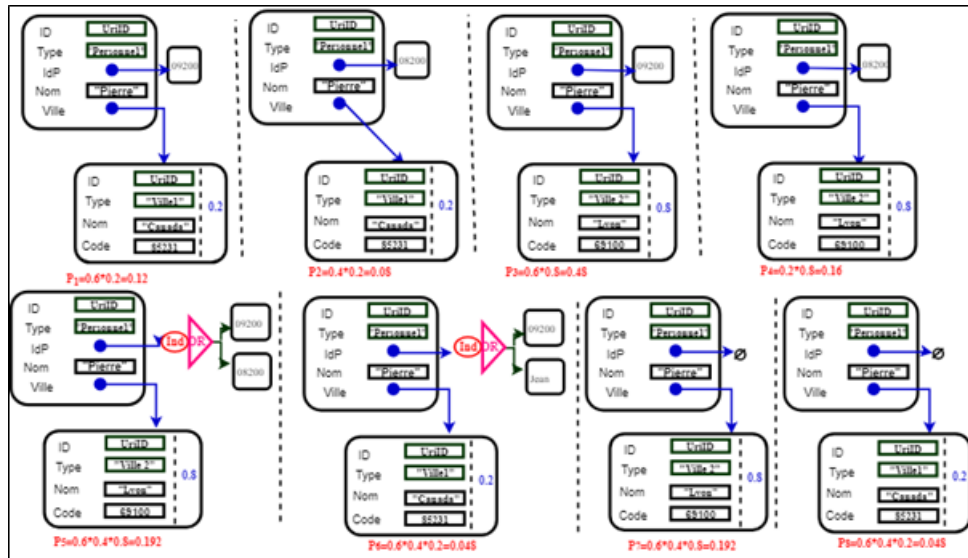 ID UriID
Type "Personnel"
IdP 09200
Nom "Pierre"
Ville
ID UriID
Type "Ville1"
Nom "Canada"
Code 85231
0.2
P1=0.6*0.2=0.12
ID UriID
Type "Personnel"
IdP 08200
Nom "Pierre"
Ville
ID UriID
Type "Ville1"
Nom "Canada"
Code 85231
0.2
P2=0.4*0.2=0.08
ID UriID
Type "Personnel"
IdP 09200
Nom "Pierre"
Ville
ID UriID
Type "Ville 2"
Nom "Lyon"
Code 69100
0.8
P3=0.6*0.8=0.48
ID UriID
Type "Personnel"
IdP 08200
Nom "Pierre"
Ville
ID UriID
Type "Ville 2"
Nom "Lyon"
Code 69100
0.8
P4=0.2*0.8=0.16
ID UriID
Type "Personnel"
IdP Ind OR 09200
08200
Nom "Pierre"
Ville
ID UriID
Type "Ville 2"
Nom "Lyon"
Code 69100
0.8
P5=0.6*0.4*0.8=0.192
ID UriID
Type "Personnel"
IdP Ind OR 09200
Juan
Nom "Pierre"
Ville
ID UriID
Type "Ville1"
Nom "Canada"
Code 85231
0.2
P6=0.6*0.4*0.2=0.048
ID UriID
Type "Personnel"
IdP Ø
Nom "Pierre"
Ville
ID UriID
Type "Ville 2"
Nom "Lyon"
Code 69100
0.8
P7=0.6*0.4*0.8=0.192
ID UriID
Type "Personnel"
IdP Ø
Nom "Pierre"
Ville
ID UriID
Type "Ville1"
Nom "Canada"
Code 85231
0.2
P8=0.6*0.4*0.2=0.048